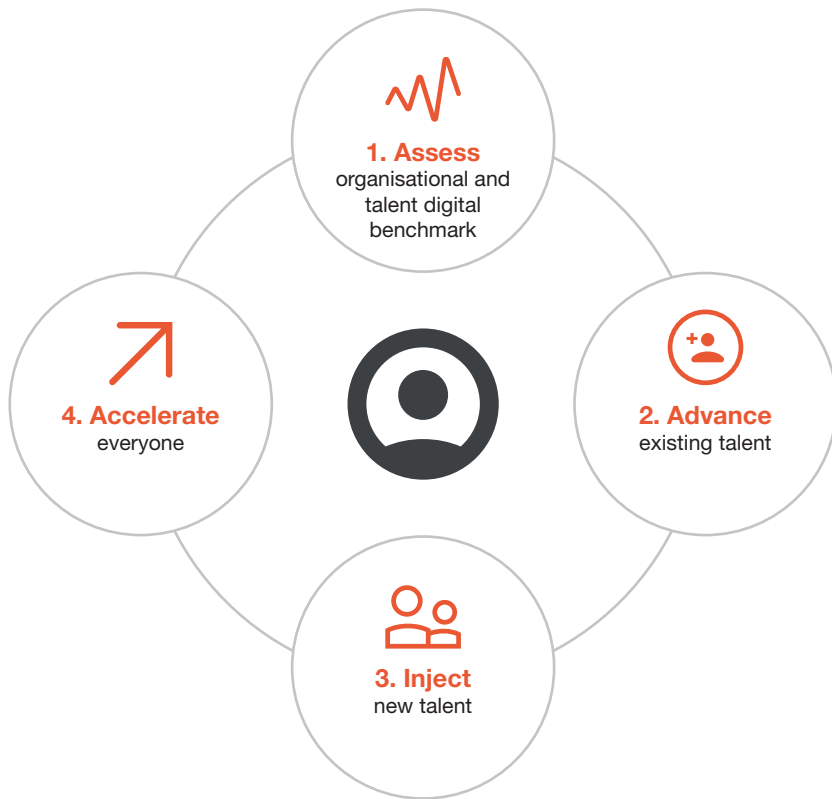 1. Assess
organisational and
talent digital
benchmark
2. Advance
existing talent
3. Inject
new talent
4. Accelerate
everyone